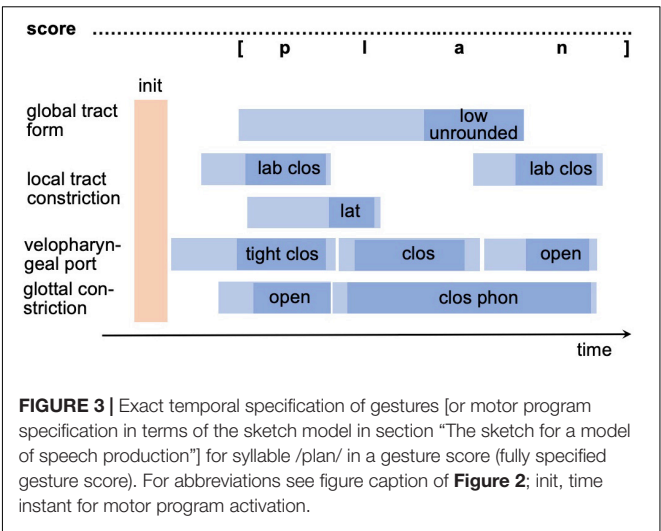 score
[ p l a n ]
init
global tract form
low unrounded
local tract constriction
lab clos
lab clos
lat
velopharyn-
geal port
tight clos clos open
glottal con-
striction
open clos phon
time
FIGURE 3 | Exact temporal specification of gestures [or motor program
specification in terms of the sketch model in section “The sketch for a model
of speech production”] for syllable /plan/ in a gesture score (fully specified
gesture score). For abbreviations see figure caption of Figure 2; init, time
instant for motor program activation.